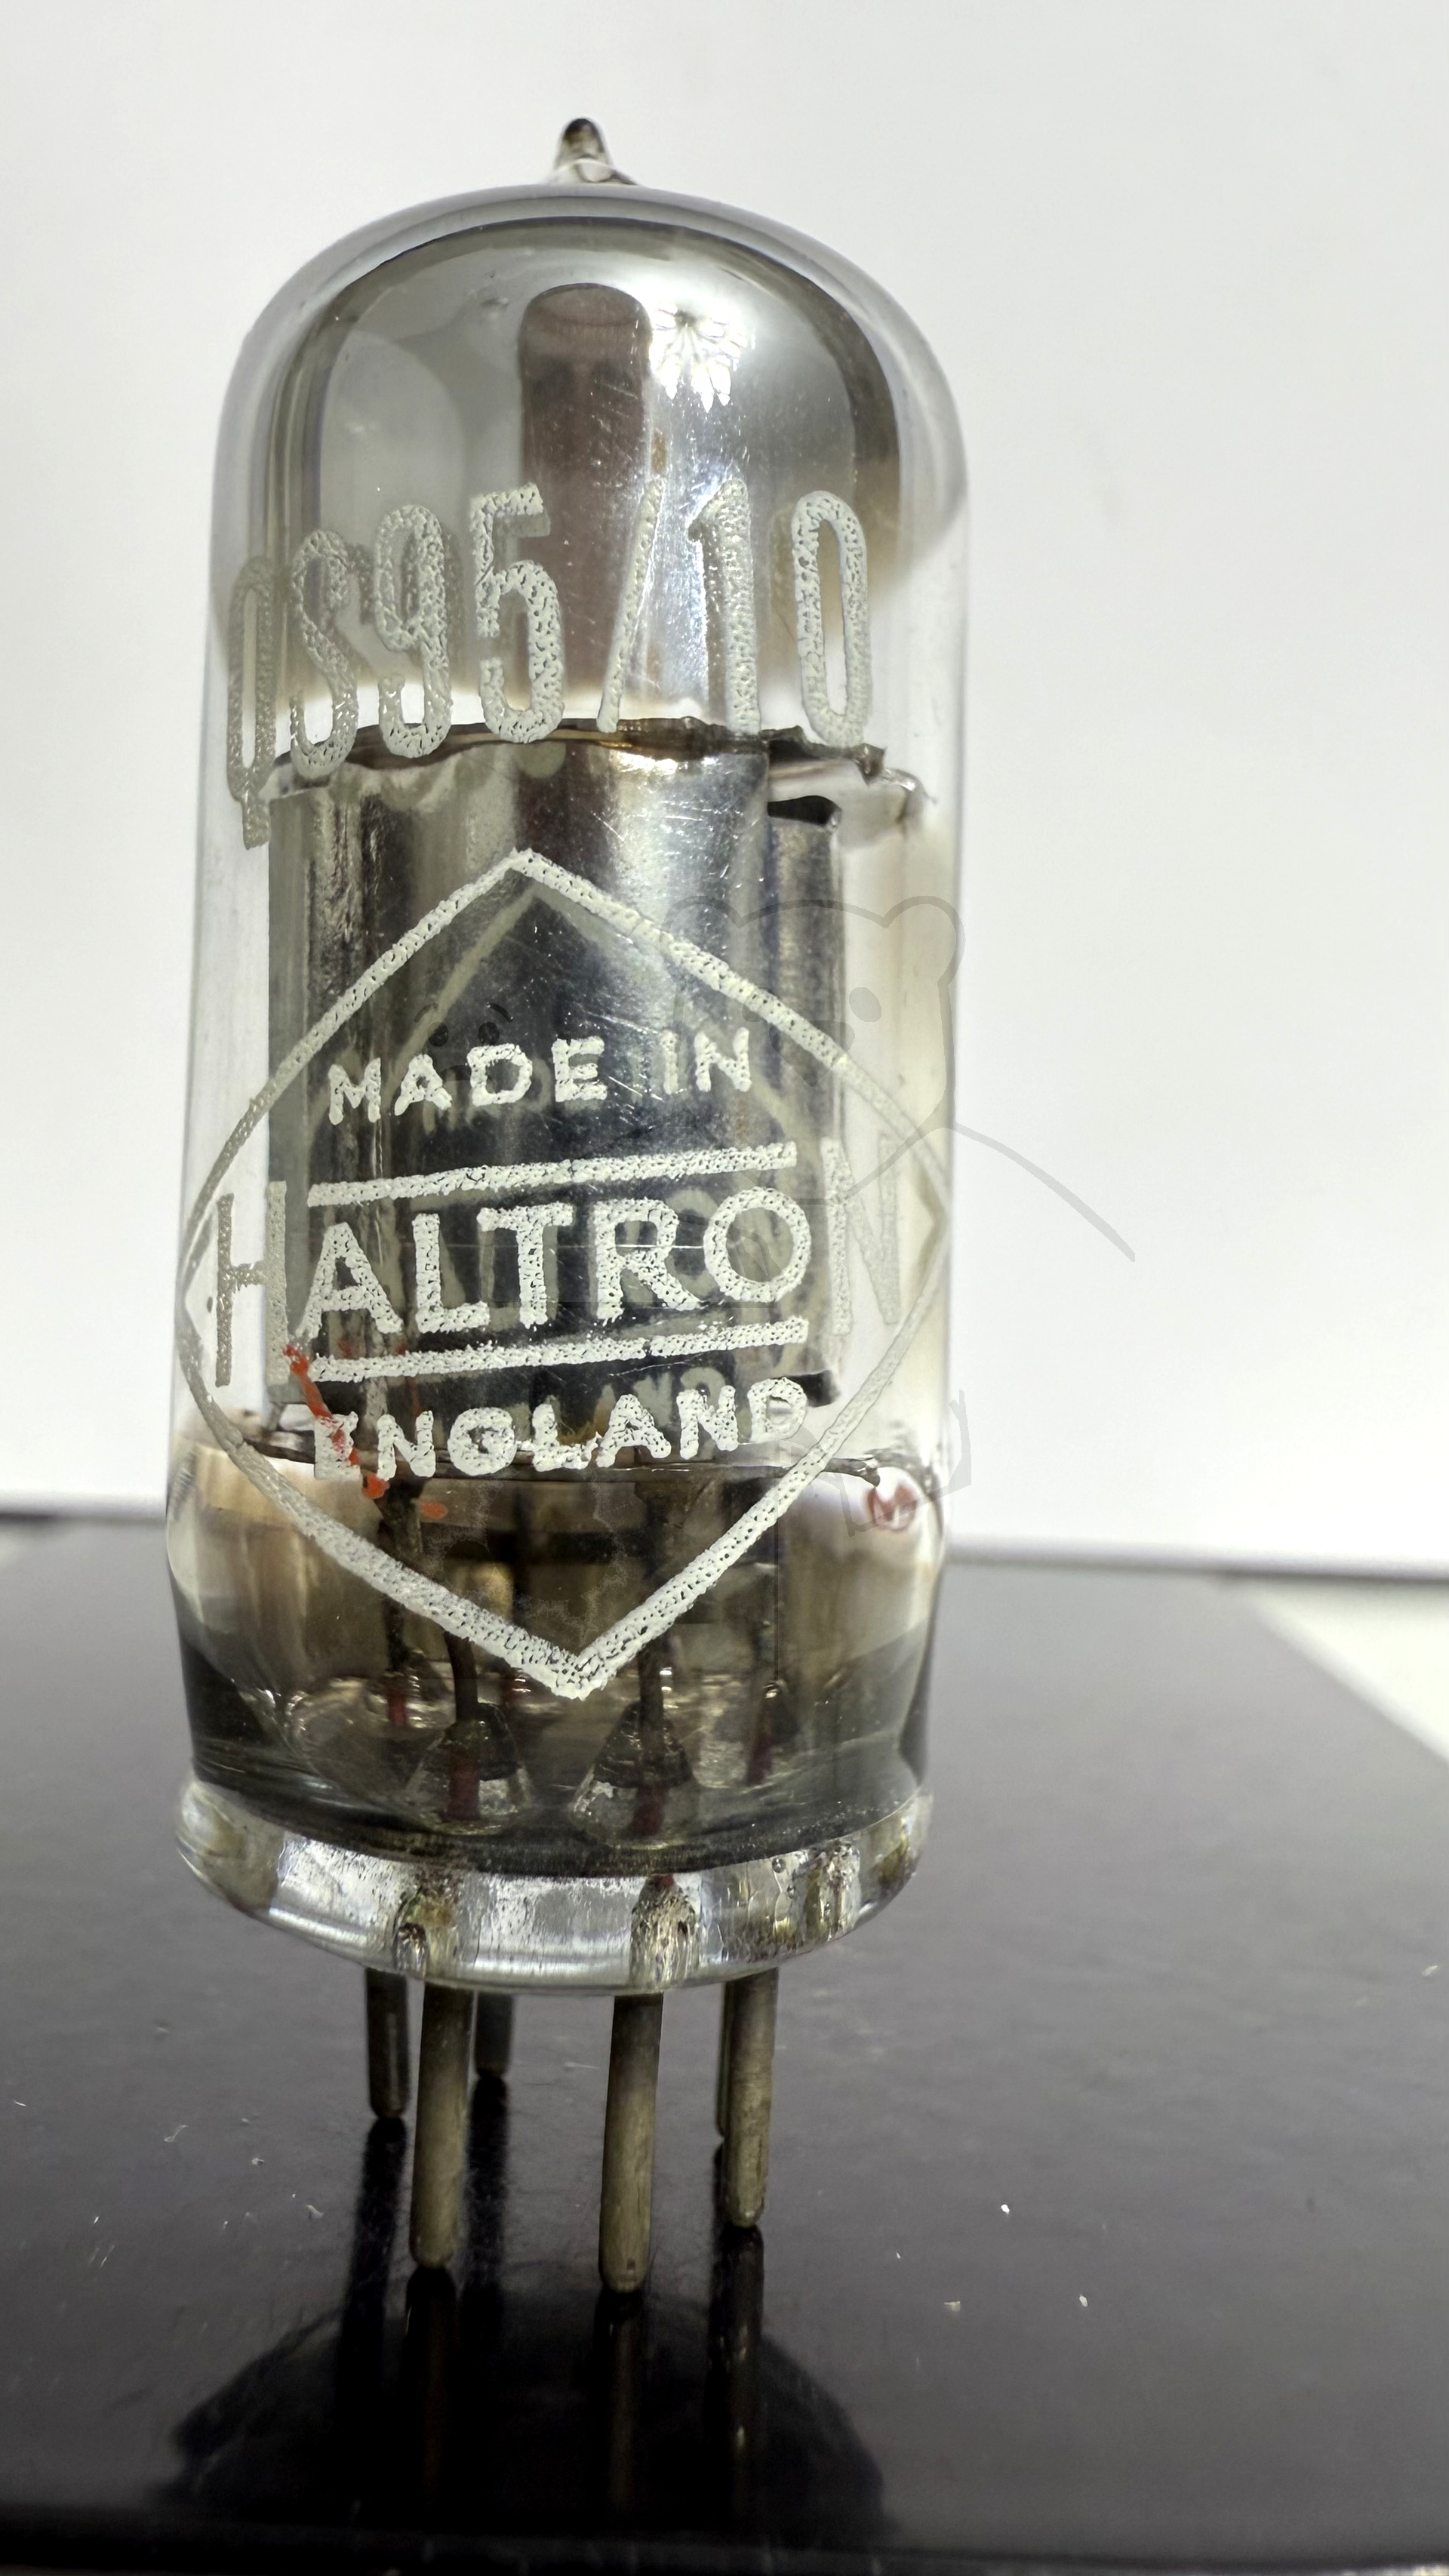 QS95/10
MADE IN
HALTRON
ENGLAND